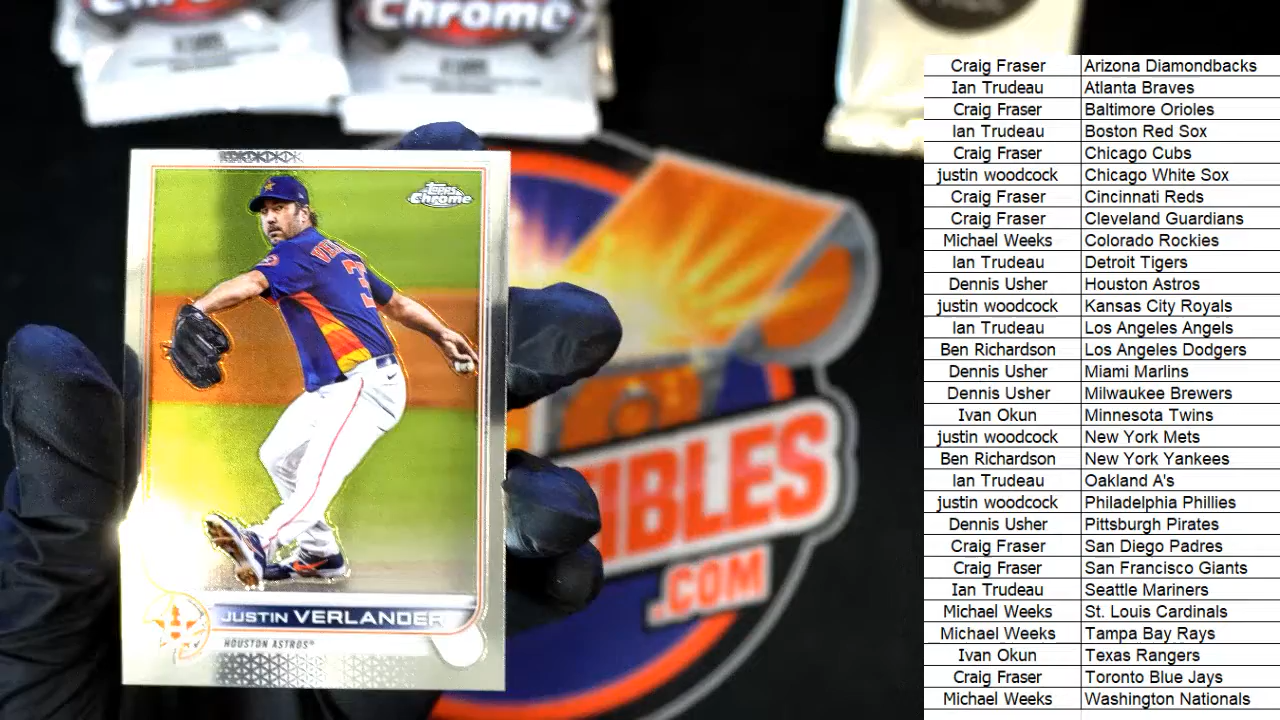 Chrome
Chrome
Topps
Chrome
JUSTIN VERLANDER
HOUSTON ASTROS
IBLES
.COM
Craig Fraser Arizona Diamondbacks
Ian Trudeau Atlanta Braves
Craig Fraser Baltimore Orioles
Ian Trudeau Boston Red Sox
Craig Fraser Chicago Cubs
justin woodcock Chicago White Sox
Craig Fraser Cincinnati Reds
Craig Fraser Cleveland Guardians
Michael Weeks Colorado Rockies
Ian Trudeau Detroit Tigers
Dennis Usher Houston Astros
justin woodcock Kansas City Royals
Ian Trudeau Los Angeles Angels
Ben Richardson Los Angeles Dodgers
Dennis Usher Miami Marlins
Dennis Usher Milwaukee Brewers
Ivan Okun Minnesota Twins
justin woodcock New York Mets
Ben Richardson New York Yankees
Ian Trudeau Oakland A's
justin woodcock Philadelphia Phillies
Dennis Usher Pittsburgh Pirates
Craig Fraser San Diego Padres
Craig Fraser San Francisco Giants
Ian Trudeau Seattle Mariners
Michael Weeks St. Louis Cardinals
Michael Weeks Tampa Bay Rays
Ivan Okun Texas Rangers
Craig Fraser Toronto Blue Jays
Michael Weeks Washington Nationals